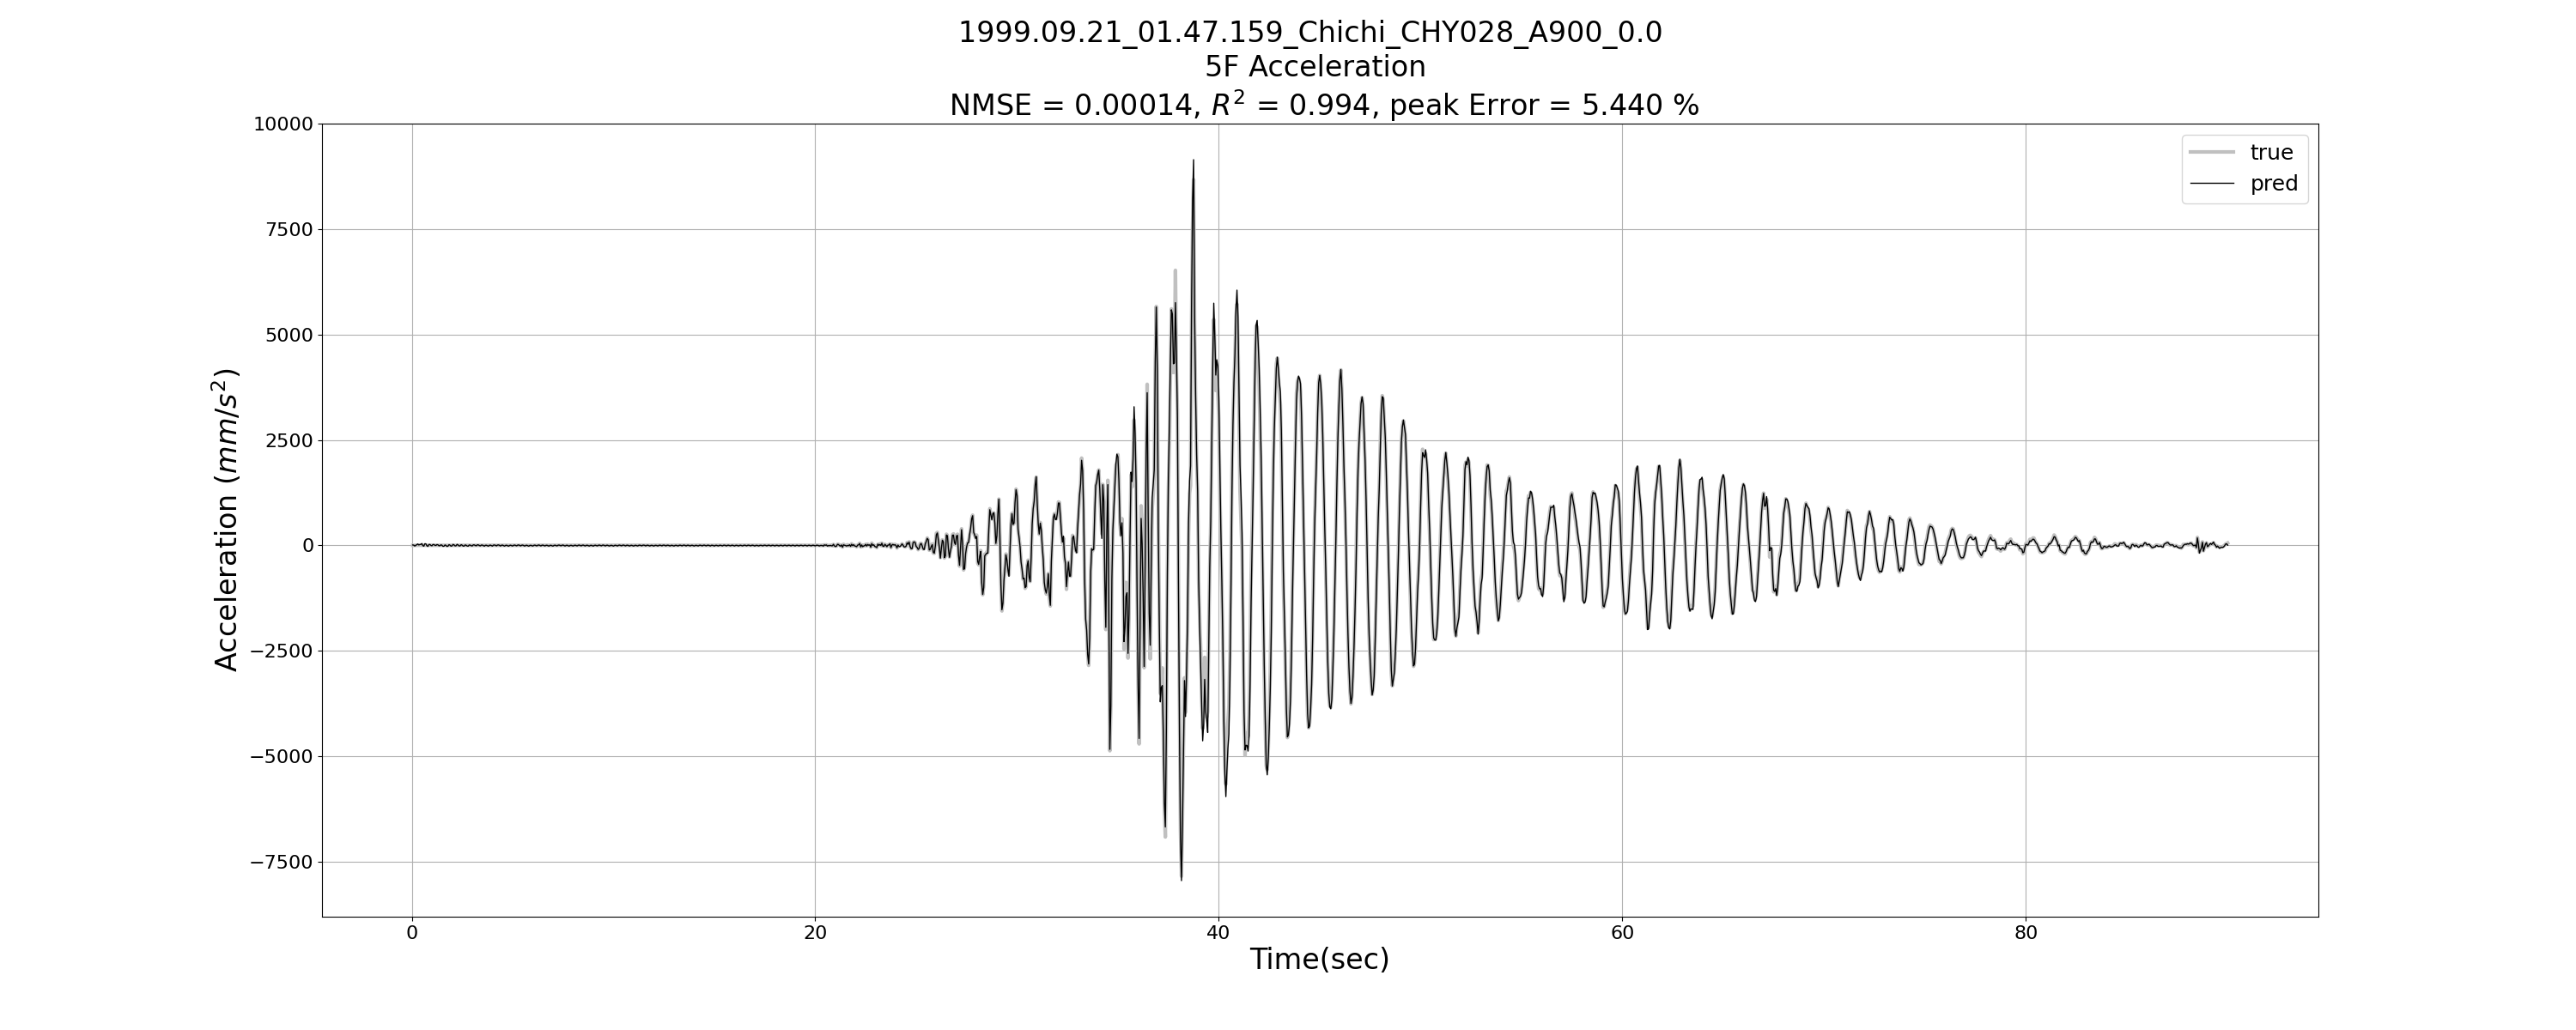 1999.09.21_01.47.159_Chichi_CHY028_A900_0.0
5F Acceleration
NMSE = 0.00014, R² = 0.994, peak Error = 5.440 %
true
pred
10000
7500
5000
2500
0
−2500
−5000
−7500
Acceleration (mm/s²)
0 20 40 60 80
Time(sec)